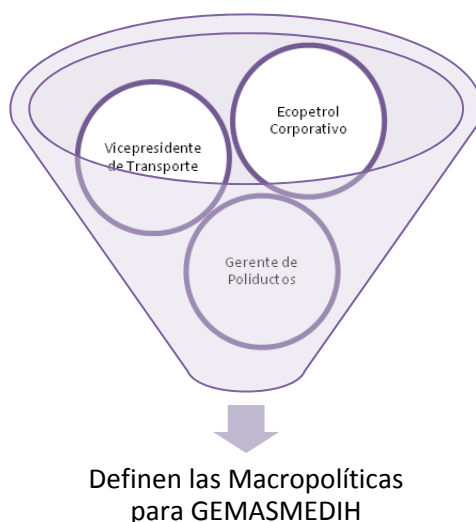 Ecopetrol
Corporativo
Vicepresidente
de Transporte
Gerente de
Poliductos
Definen las Macropolíticas
para GEMASMEDIH